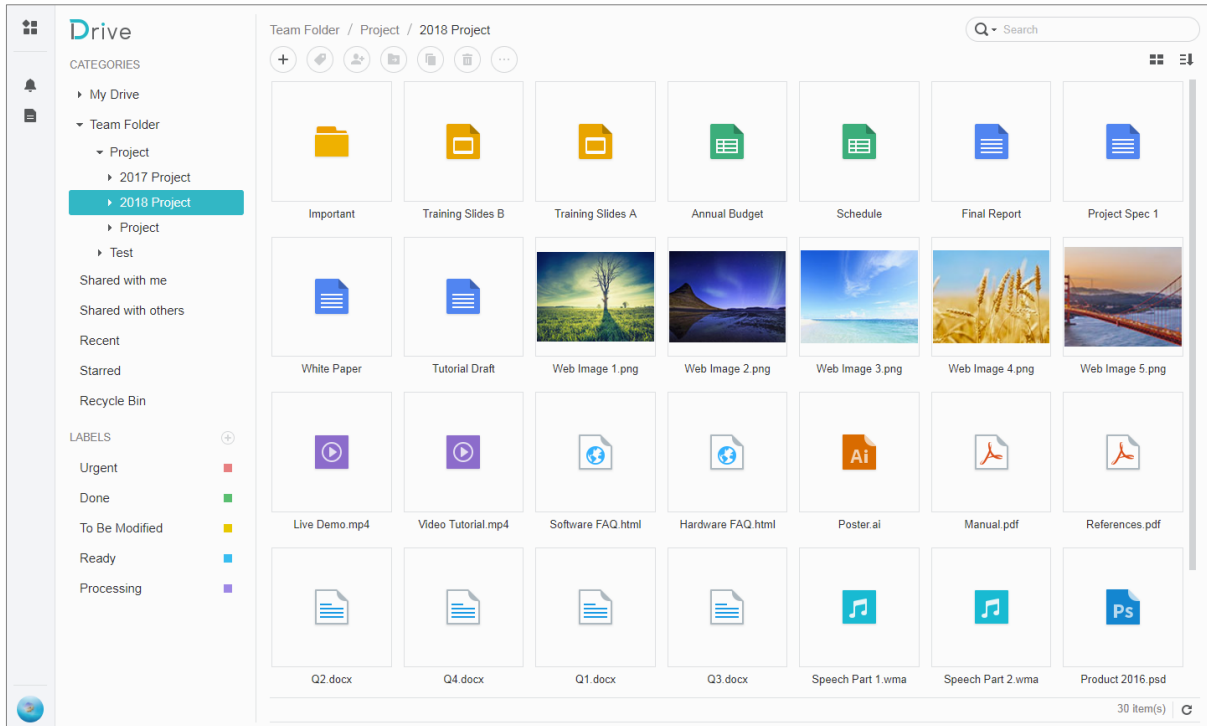 Drive
CATEGORIES
My Drive
Team Folder
Project
2017 Project
2018 Project
Project
Test
Shared with me
Shared with others
Recent
Starred
Recycle Bin
LABELS
Urgent
Done
To Be Modified
Ready
Processing
Team Folder / Project / 2018 Project
Search
Important Training Slides B Training Slides A Annual Budget Schedule Final Report Project Spec 1
White Paper Tutorial Draft Web Image 1.png Web Image 2.png Web Image 3.png Web Image 4.png Web Image 5.png
Ai
Live Demo.mp4 Video Tutorial.mp4 Software FAQ.html Hardware FAQ.html Poster.ai Manual.pdf References.pdf
Ps
Q2.docx Q4.docx Q1.docx Q3.docx Speech Part 1.wma Speech Part 2.wma Product 2016.psd
30 item(s)